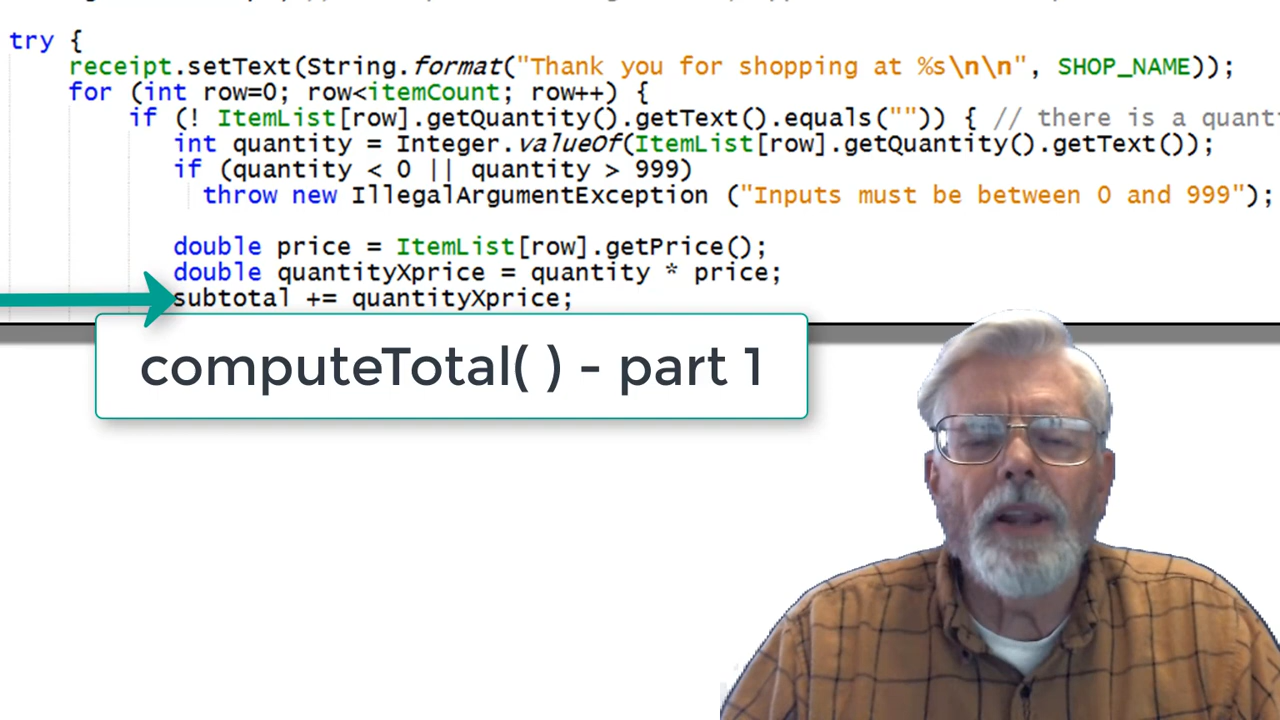 try {
receipt.setText(String.format("Thank you for shopping at %s\n\n", SHOP_NAME));
for (int row=0; row<itemCount; row++) {
if (! ItemList[row].getQuantity().getText().equals("")) { // there is a
int quantity = Integer.valueOf(ItemList[row].getQuantity().getText());
if (quantity < 0 || quantity > 999)
throw new IllegalArgumentException ("Inputs must be between 0 and 999");
double price = ItemList[row].getPrice();
double quantityXprice = quantity * price;
subtotal += quantityXprice;
computeTotal( ) - part 1